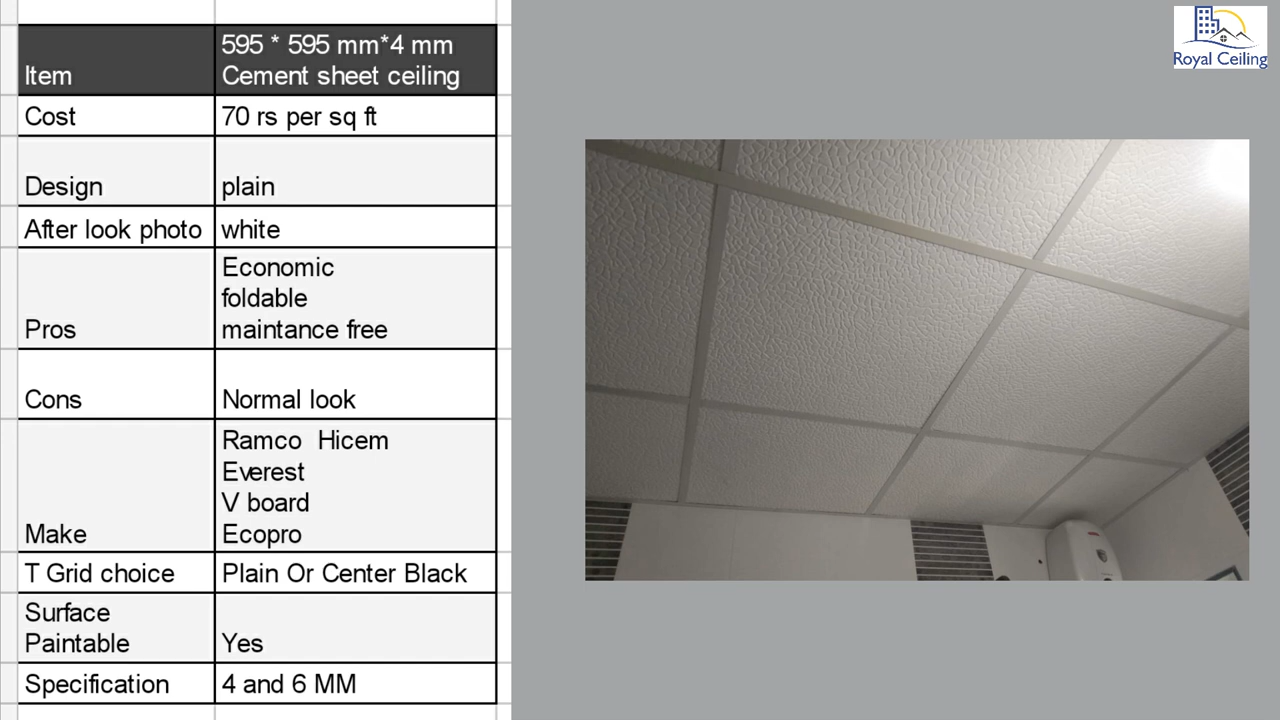 Item
595 * 595 mm*4 mm
Cement sheet ceiling
Cost
70 rs per sq ft
Design
plain
After look photo
white
Pros
Economic
foldable
maintance free
Cons
Normal look
Make
Ramco  Hicem
Everest
V board
Ecopro
T Grid choice
Plain Or Center Black
Surface
Paintable
Yes
Specification
4 and 6 MM
Royal Ceiling